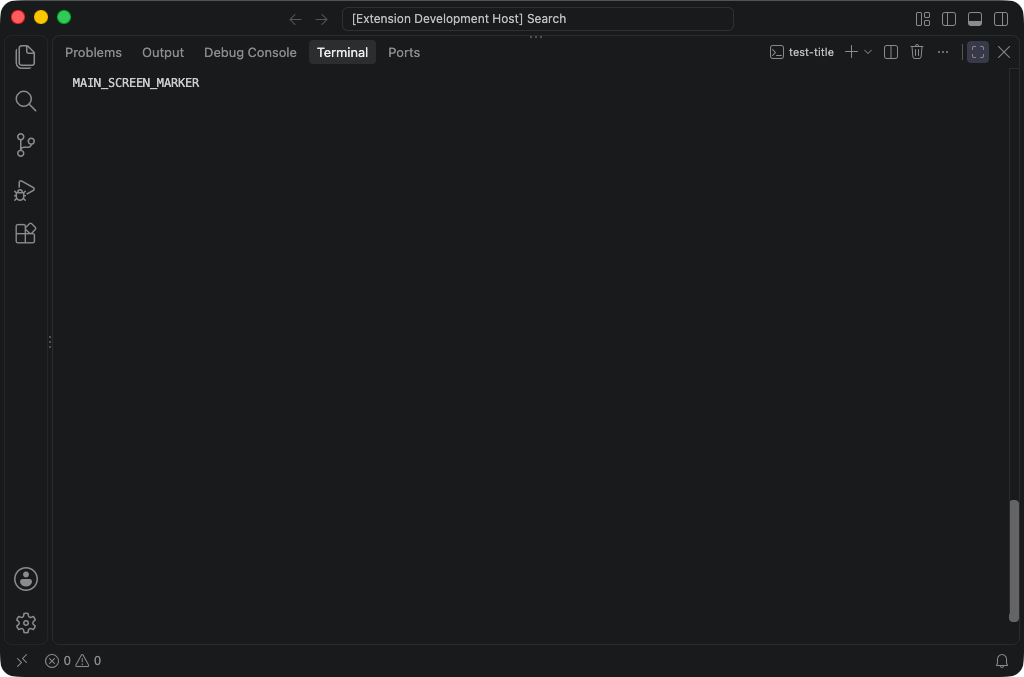 [Extension Development Host] Search
Problems Output Debug Console Terminal Ports test-title
MAIN_SCREEN_MARKER
0 0